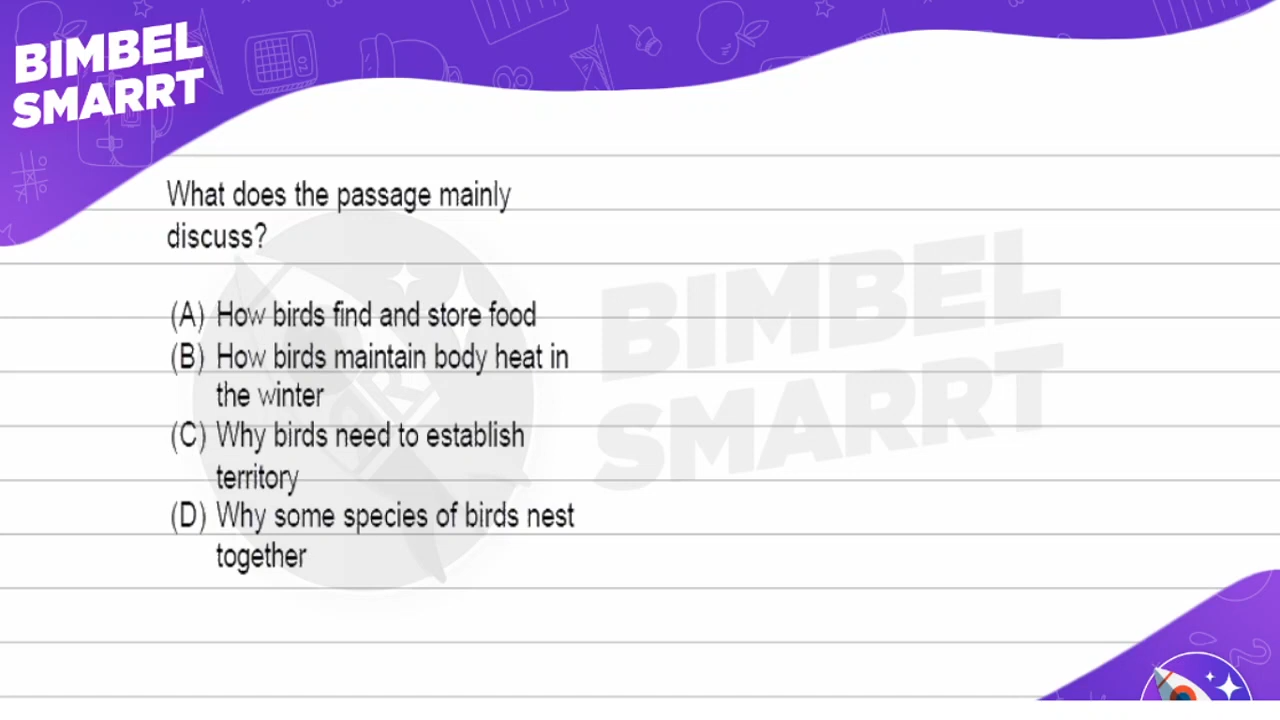 BIMBEL
SMARRT
What does the passage mainly
discuss?
(A) How birds find and store food
(B) How birds maintain body heat in
the winter
(C) Why birds need to establish
territory
(D) Why some species of birds nest
together
BIMBEL
SMARRT